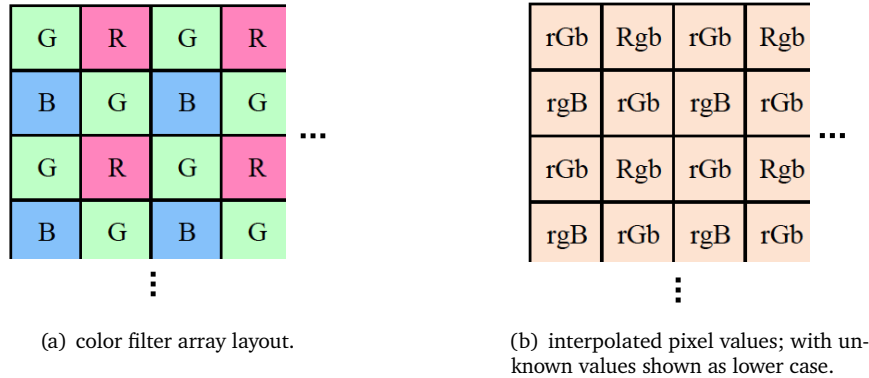 G R G R
B G B G
G R G R
B G B G
...
⋮
(a) color filter array layout.
rGb Rgb rGb Rgb
rgB rGb rgB rGb
rGb Rgb rGb Rgb
rgB rGb rgB rGb
...
⋮
(b) interpolated pixel values; with un-
known values shown as lower case.